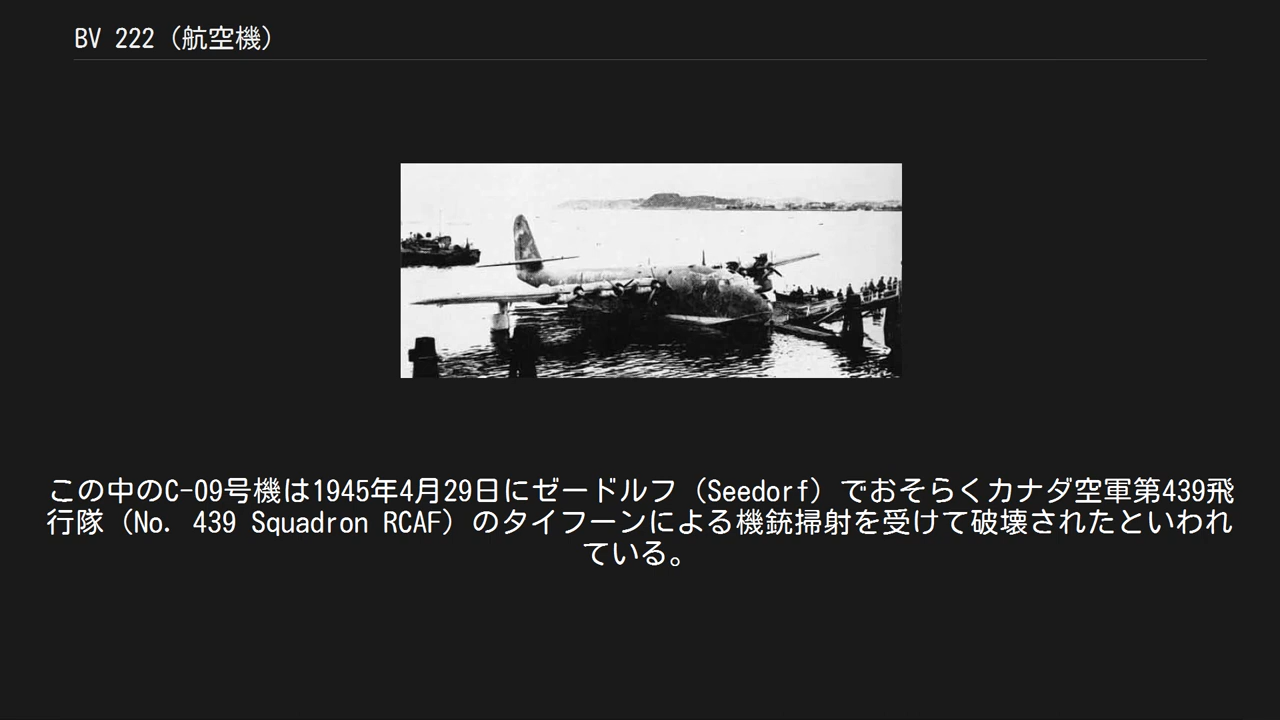 BV 222（航空機）
この中のC-09号機は1945年4月29日にゼードルフ（Seedorf）でおそらくカナダ空軍第439飛
行隊（No. 439 Squadron RCAF）のタイフーンによる機銃掃射を受けて破壊されたといわれ
ている。